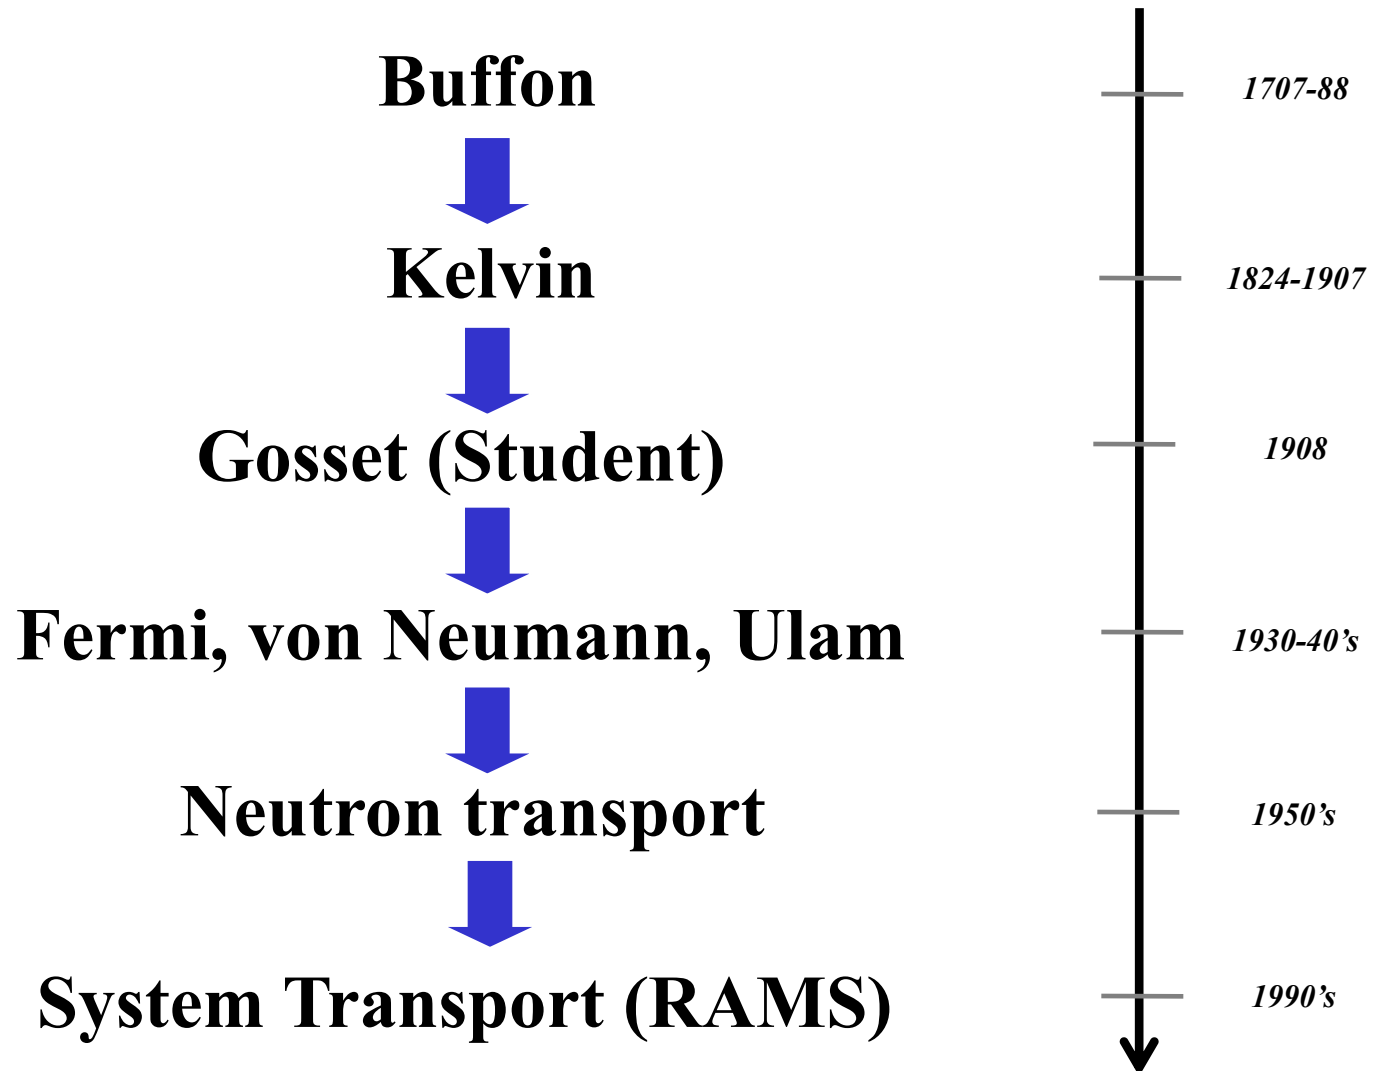 Buffon
1707-88
Kelvin
1824-1907
Gosset (Student)
1908
Fermi, von Neumann, Ulam
1930-40’s
Neutron transport
1950’s
System Transport (RAMS)
1990’s